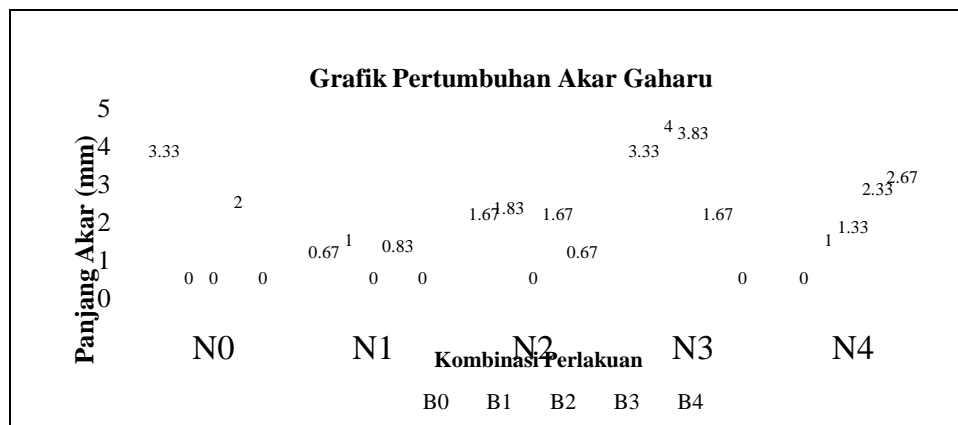 Grafik Pertumbuhan Akar Gaharu
Panjang Akar (mm)
5
4
3
2
1
0
3.33 0 0 2 0
0.67 1 0 0.83 0
1.67 1.83 0 1.67 0.67
3.33 4 3.83 1.67 0
0 1 1.33 2.33 2.67
N0 N1 N2 N3 N4
Kombinasi Perlakuan
B0 B1 B2 B3 B4